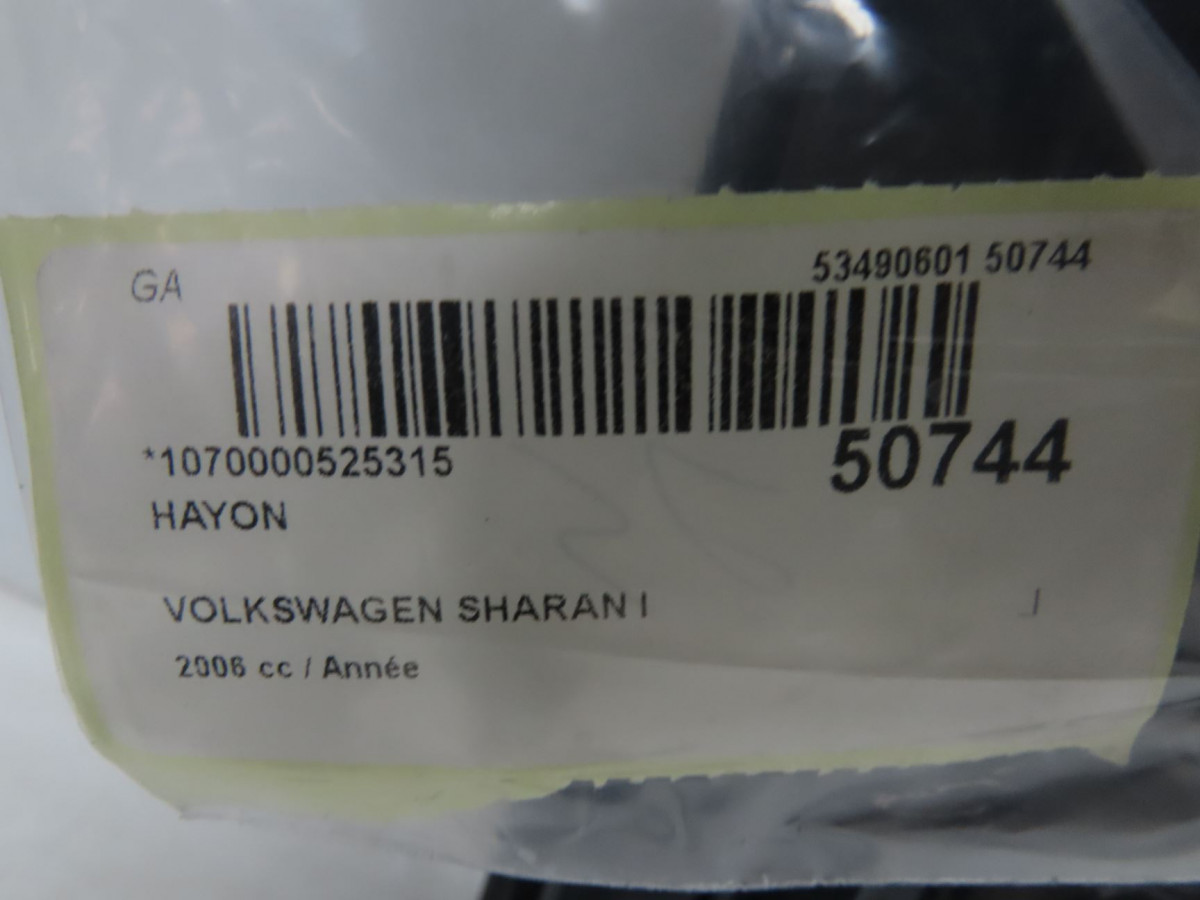 GA
53490601 50744
*1070000525315
50744
HAYON
VOLKSWAGEN SHARAN I
2006 cc / Année